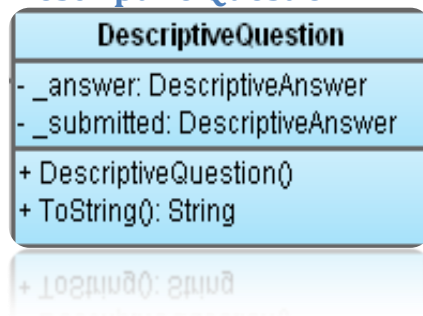 DescriptiveQuestion
- _answer: DescriptiveAnswer
- _submitted: DescriptiveAnswer
+ DescriptiveQuestion()
+ ToString(): String